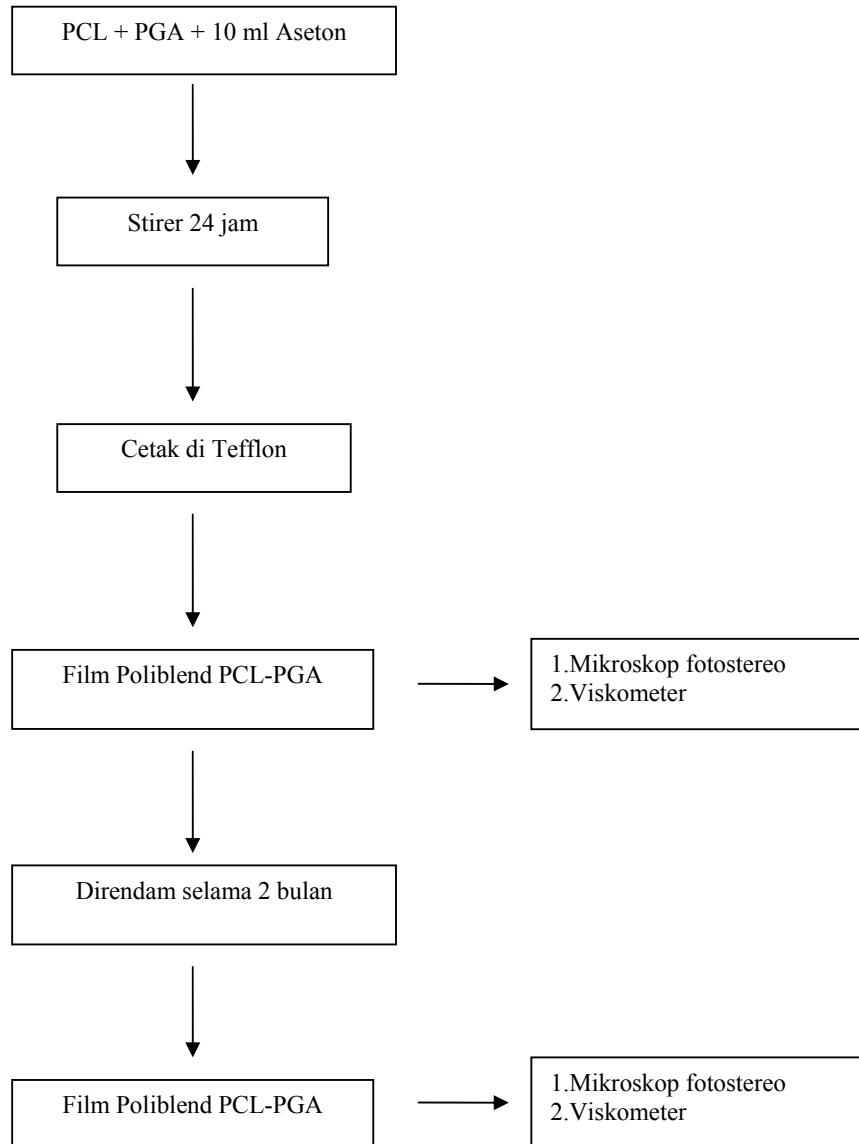 PCL + PGA + 10 ml Aseton
Stirer 24 jam
Cetak di Tefflon
Film Poliblend PCL-PGA
1.Mikroskop fotostereo
2.Viskometer
Direndam selama 2 bulan
Film Poliblend PCL-PGA
1.Mikroskop fotostereo
2.Viskometer